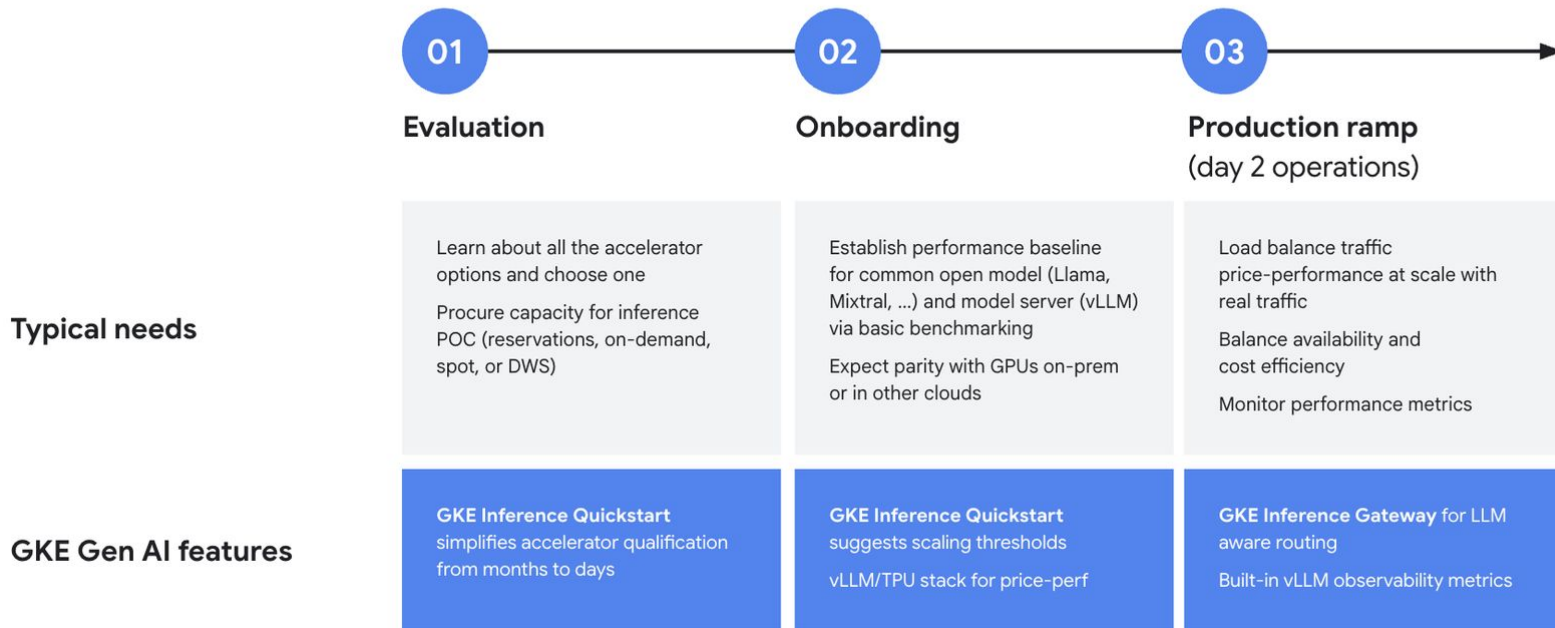 01
02
03
Evaluation
Onboarding
Production ramp
(day 2 operations)
Typical needs
Learn about all the accelerator
options and choose one
Procure capacity for inference
POC (reservations, on-demand,
spot, or DWS)
Establish performance baseline
for common open model (Llama,
Mixtral, ...) and model server (vLLM)
via basic benchmarking
Expect parity with GPUs on-prem
or in other clouds
Load balance traffic
price-performance at scale with
real traffic
Balance availability and
cost efficiency
Monitor performance metrics
GKE Gen AI features
GKE Inference Quickstart
simplifies accelerator qualification
from months to days
GKE Inference Quickstart
suggests scaling thresholds
vLLM/TPU stack for price-perf
GKE Inference Gateway for LLM
aware routing
Built-in vLLM observability metrics